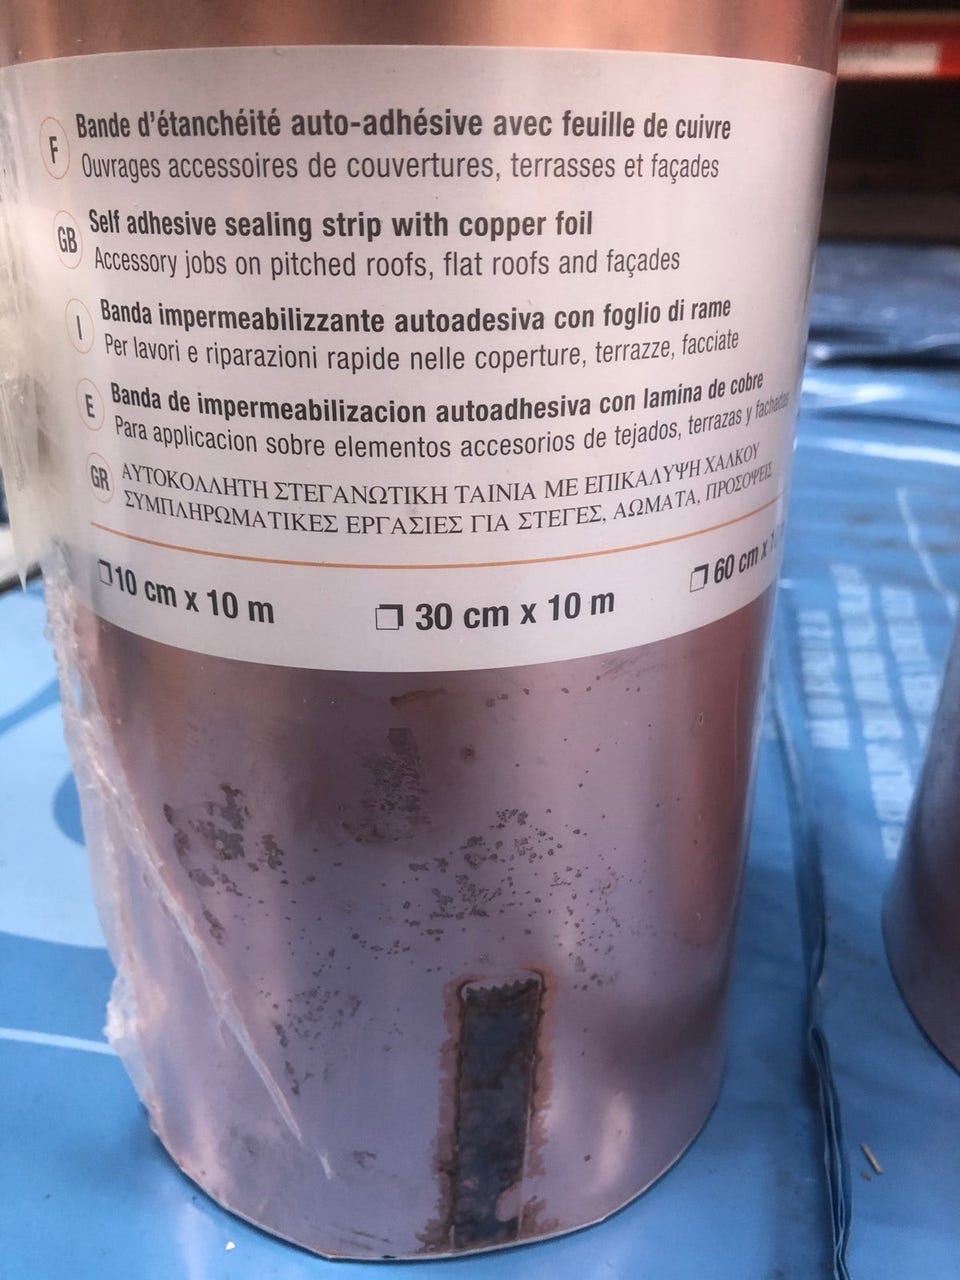 F
Bande d'étanchéité auto-adhésive avec feuille de cuivre
Ouvrages accessoires de couvertures, terrasses et façades
GB
Self adhesive sealing strip with copper foil
Accessory jobs on pitched roofs, flat roofs and façades
I
Banda impermeabilizzante autoadesiva con foglio di rame
Per lavori e riparazioni rapide nelle coperture, terrazze, facciate
E
Banda de impermeabilizacion autoadhesiva con lamina de cobre
Para applicacion sobre elementos accesorios de tejados, terrazas y fachadas
GR
ΑΥΤΟΚΟΛΛΗΤΗ ΣΤΕΓΑΝΩΤΙΚΗ ΤΑΙΝΙΑ ΜΕ ΕΠΙΚΑΛΥΨΗ ΧΑΛΚΟΥ
ΣΥΜΠΛΗΡΩΜΑΤΙΚΕΣ ΕΡΓΑΣΙΕΣ ΓΙΑ ΣΤΕΓΕΣ, ΔΩΜΑΤΑ, ΠΡΟΣΟΨΕΙΣ
10 cm x 10 m
30 cm x 10 m
60 cm x